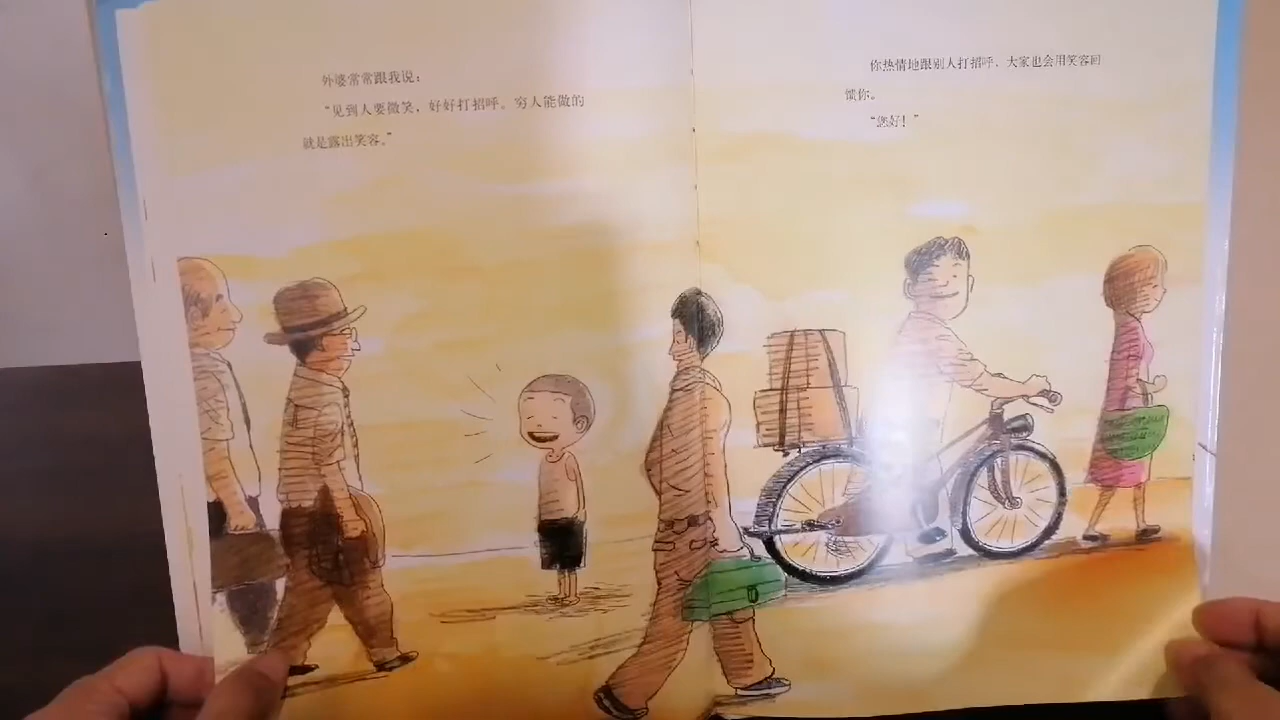 外婆常常跟我说：
“见到人要微笑，好好打招呼。穷人能做的
就是露出笑容。”
你热情地跟别人打招呼，大家也会用笑容回
馈你。
“您好！”